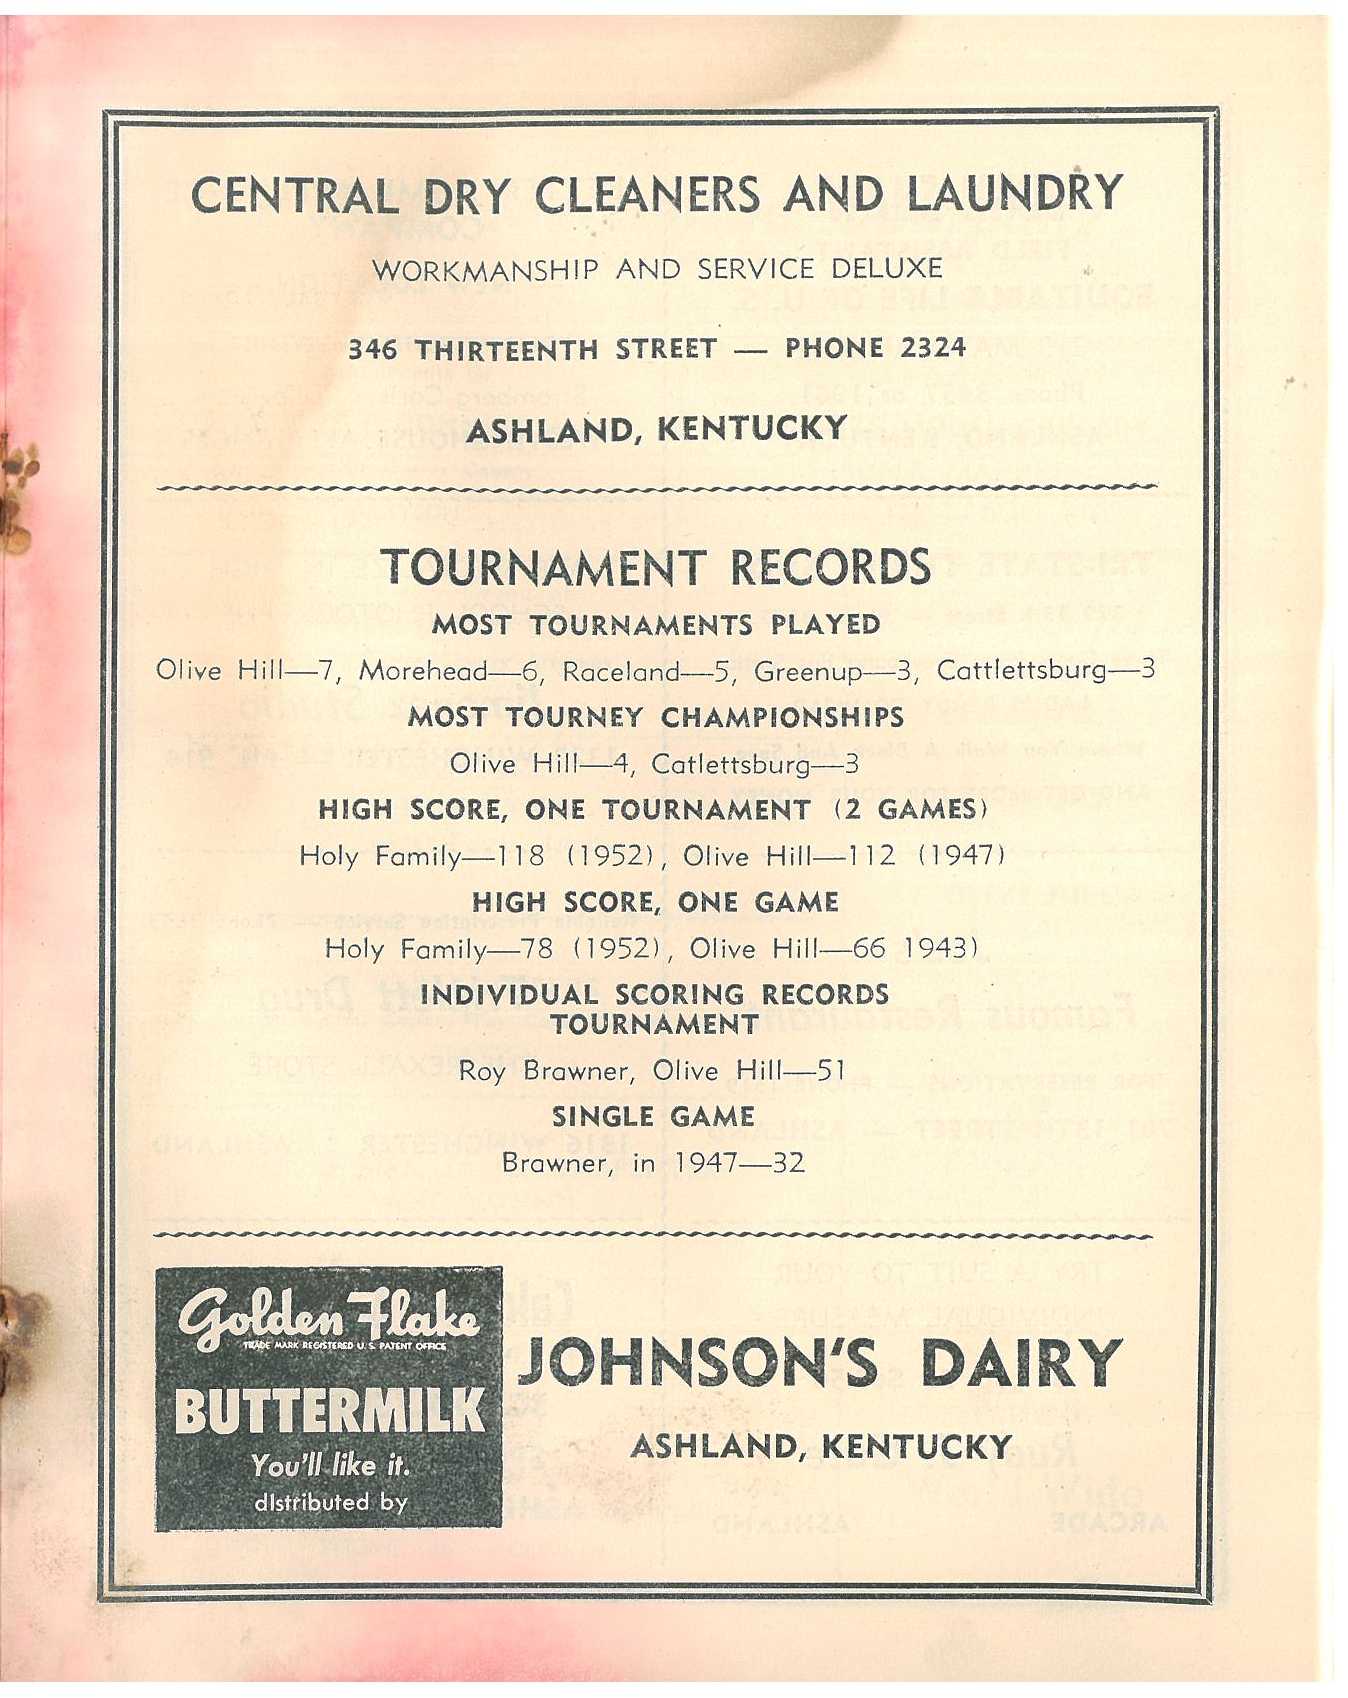 CENTRAL DRY CLEANERS AND LAUNDRY
WORKMANSHIP AND SERVICE DELUXE
346 THIRTEENTH STREET — PHONE 2324
ASHLAND, KENTUCKY
TOURNAMENT RECORDS
MOST TOURNAMENTS PLAYED
Olive Hill—7, Morehead—6, Raceland—5, Greenup—3, Cattlettsburg—3
MOST TOURNEY CHAMPIONSHIPS
Olive Hill—4, Catlettsburg—3
HIGH SCORE, ONE TOURNAMENT (2 GAMES)
Holy Family—118 (1952), Olive Hill—112 (1947)
HIGH SCORE, ONE GAME
Holy Family—78 (1952), Olive Hill—66 1943)
INDIVIDUAL SCORING RECORDS
TOURNAMENT
Roy Brawner, Olive Hill—51
SINGLE GAME
Brawner, in 1947—32
Golden Flake
TRADE MARK REGISTERED U. S. PATENT OFFICE
BUTTERMILK
You'll like it.
distributed by
JOHNSON'S DAIRY
ASHLAND, KENTUCKY